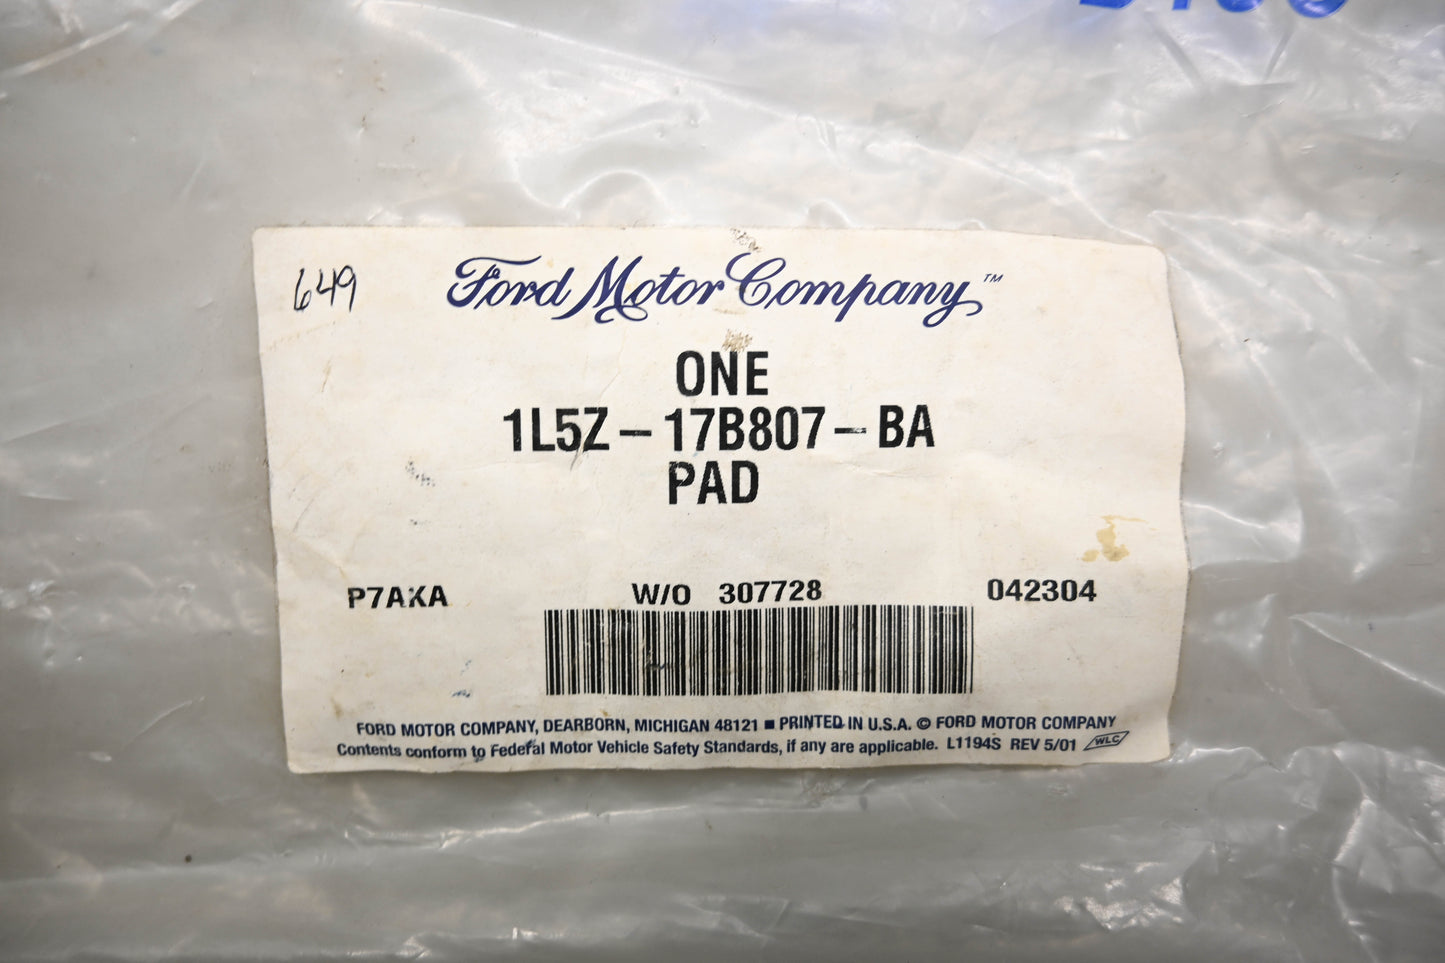 649
Ford Motor Company™
ONE
1L5Z-17B807-BA
PAD
P7AKA W/O 307728 042304
FORD MOTOR COMPANY, DEARBORN, MICHIGAN 48121 ■ PRINTED IN U.S.A. © FORD MOTOR COMPANY
Contents conform to Federal Motor Vehicle Safety Standards, if any are applicable. L1194S REV 5/01 WLC